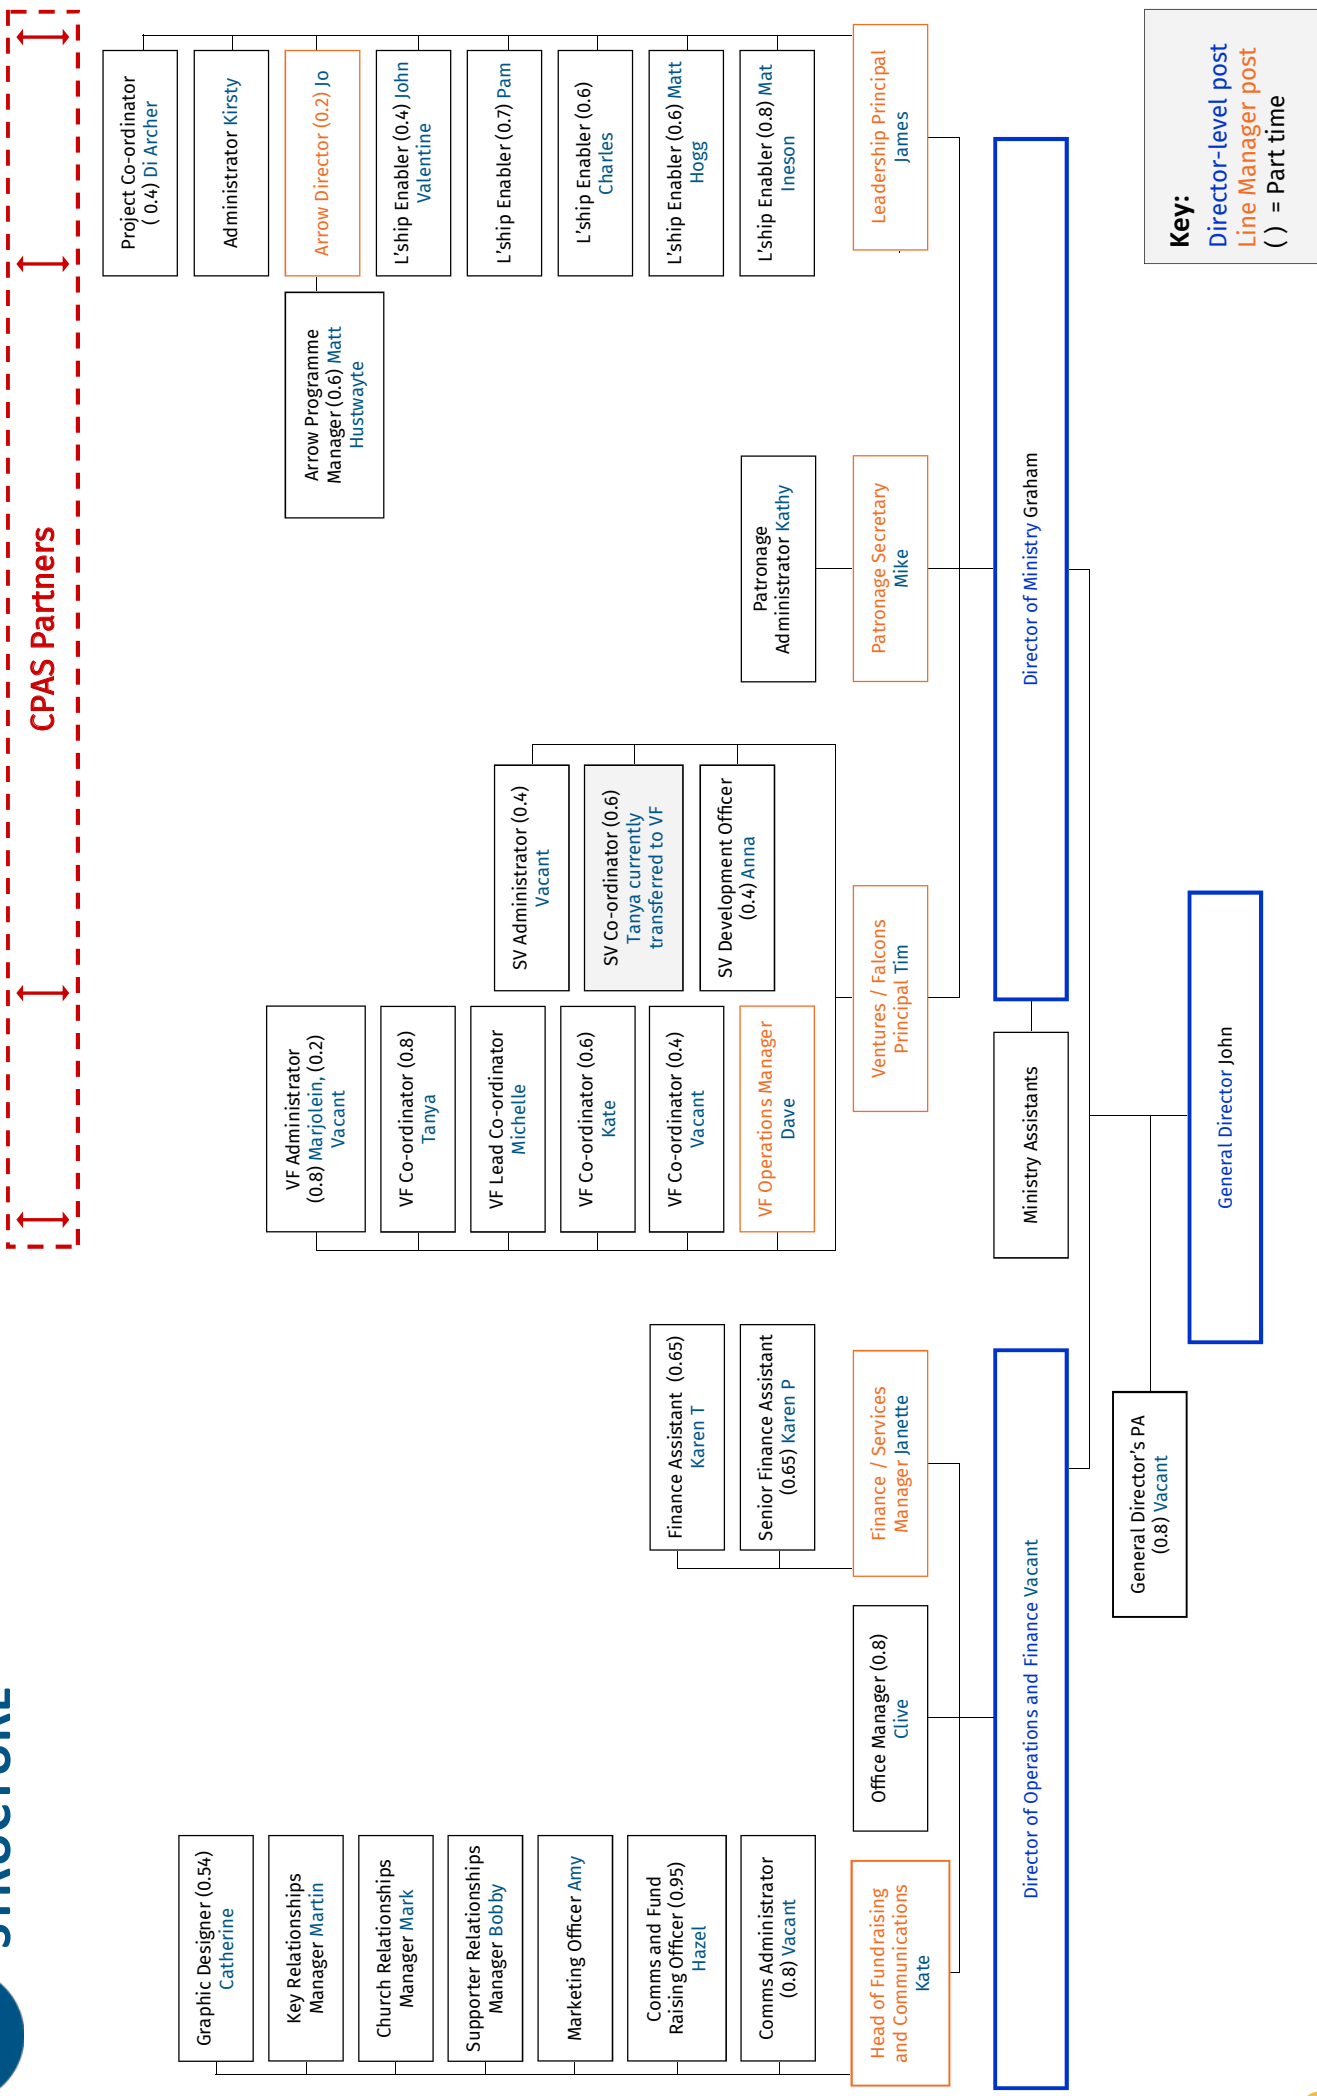 STRUCTURE
CPAS Partners
Graphic Designer (0.54)
Catherine
Key Relationships
Manager Martin
Church Relationships
Manager Mark
Supporter Relationships
Manager Bobby
Marketing Officer Amy
Comms and Fund
Raising Officer (0.95)
Hazel
Comms Administrator
(0.8) Vacant
Head of Fundraising
and Communications
Kate
Office Manager (0.8)
Clive
Finance Assistant (0.65)
Karen T
Senior Finance Assistant
(0.65) Karen P
Finance / Services
Manager Janette
VF Administrator
(0.8) Marjolein, (0.2)
Vacant
VF Co-ordinator (0.8)
Tanya
VF Lead Co-ordinator
Michelle
VF Co-ordinator (0.6)
Kate
VF Co-ordinator (0.4)
Vacant
VF Operations Manager
Dave
SV Administrator (0.4)
Vacant
SV Co-ordinator (0.6)
Tanya currently
transferred to VF
SV Development Officer
(0.4) Anna
Ventures / Falcons
Principal Tim
Patronage
Administrator Kathy
Patronage Secretary
Mike
Project Co-ordinator
( 0.4) Di Archer
Administrator Kirsty
Arrow Director (0.2) Jo
Arrow Programme
Manager (0.6) Matt
Hustwayte
L'ship Enabler (0.4) John
Valentine
L'ship Enabler (0.7) Pam
L'ship Enabler (0.6)
Charles
L'ship Enabler (0.6) Matt
Hogg
L'ship Enabler (0.8) Mat
Ineson
Leadership Principal
James
Director of Operations and Finance Vacant
Ministry Assistants
Director of Ministry Graham
General Director's PA
(0.8) Vacant
General Director John
Key:
Director-level post
Line Manager post
( ) = Part time